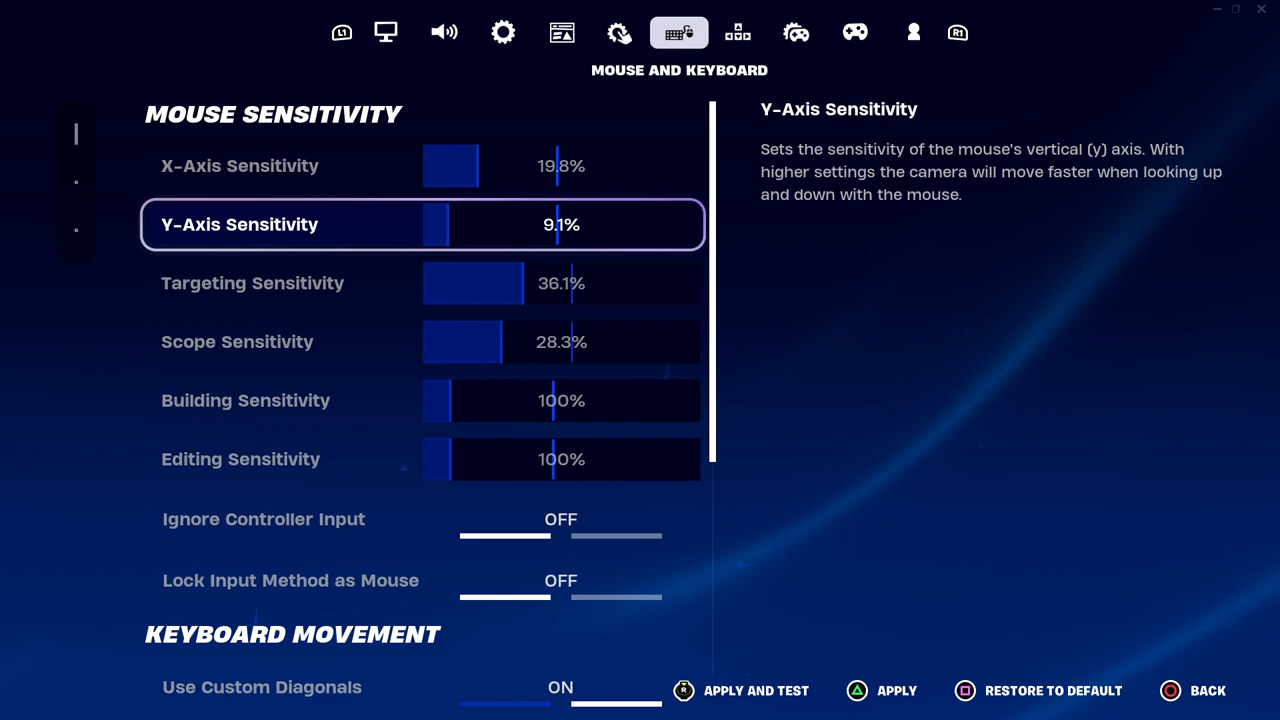 L1
R1
MOUSE AND KEYBOARD
MOUSE SENSITIVITY
X-Axis Sensitivity 19.8%
Y-Axis Sensitivity 9.1%
Targeting Sensitivity 36.1%
Scope Sensitivity 28.3%
Building Sensitivity 100%
Editing Sensitivity 100%
Ignore Controller Input OFF
Lock Input Method as Mouse OFF
KEYBOARD MOVEMENT
Use Custom Diagonals ON
Y-Axis Sensitivity
Sets the sensitivity of the mouse's vertical (y) axis. With
higher settings the camera will move faster when looking up
and down with the mouse.
R APPLY AND TEST
APPLY
RESTORE TO DEFAULT
BACK